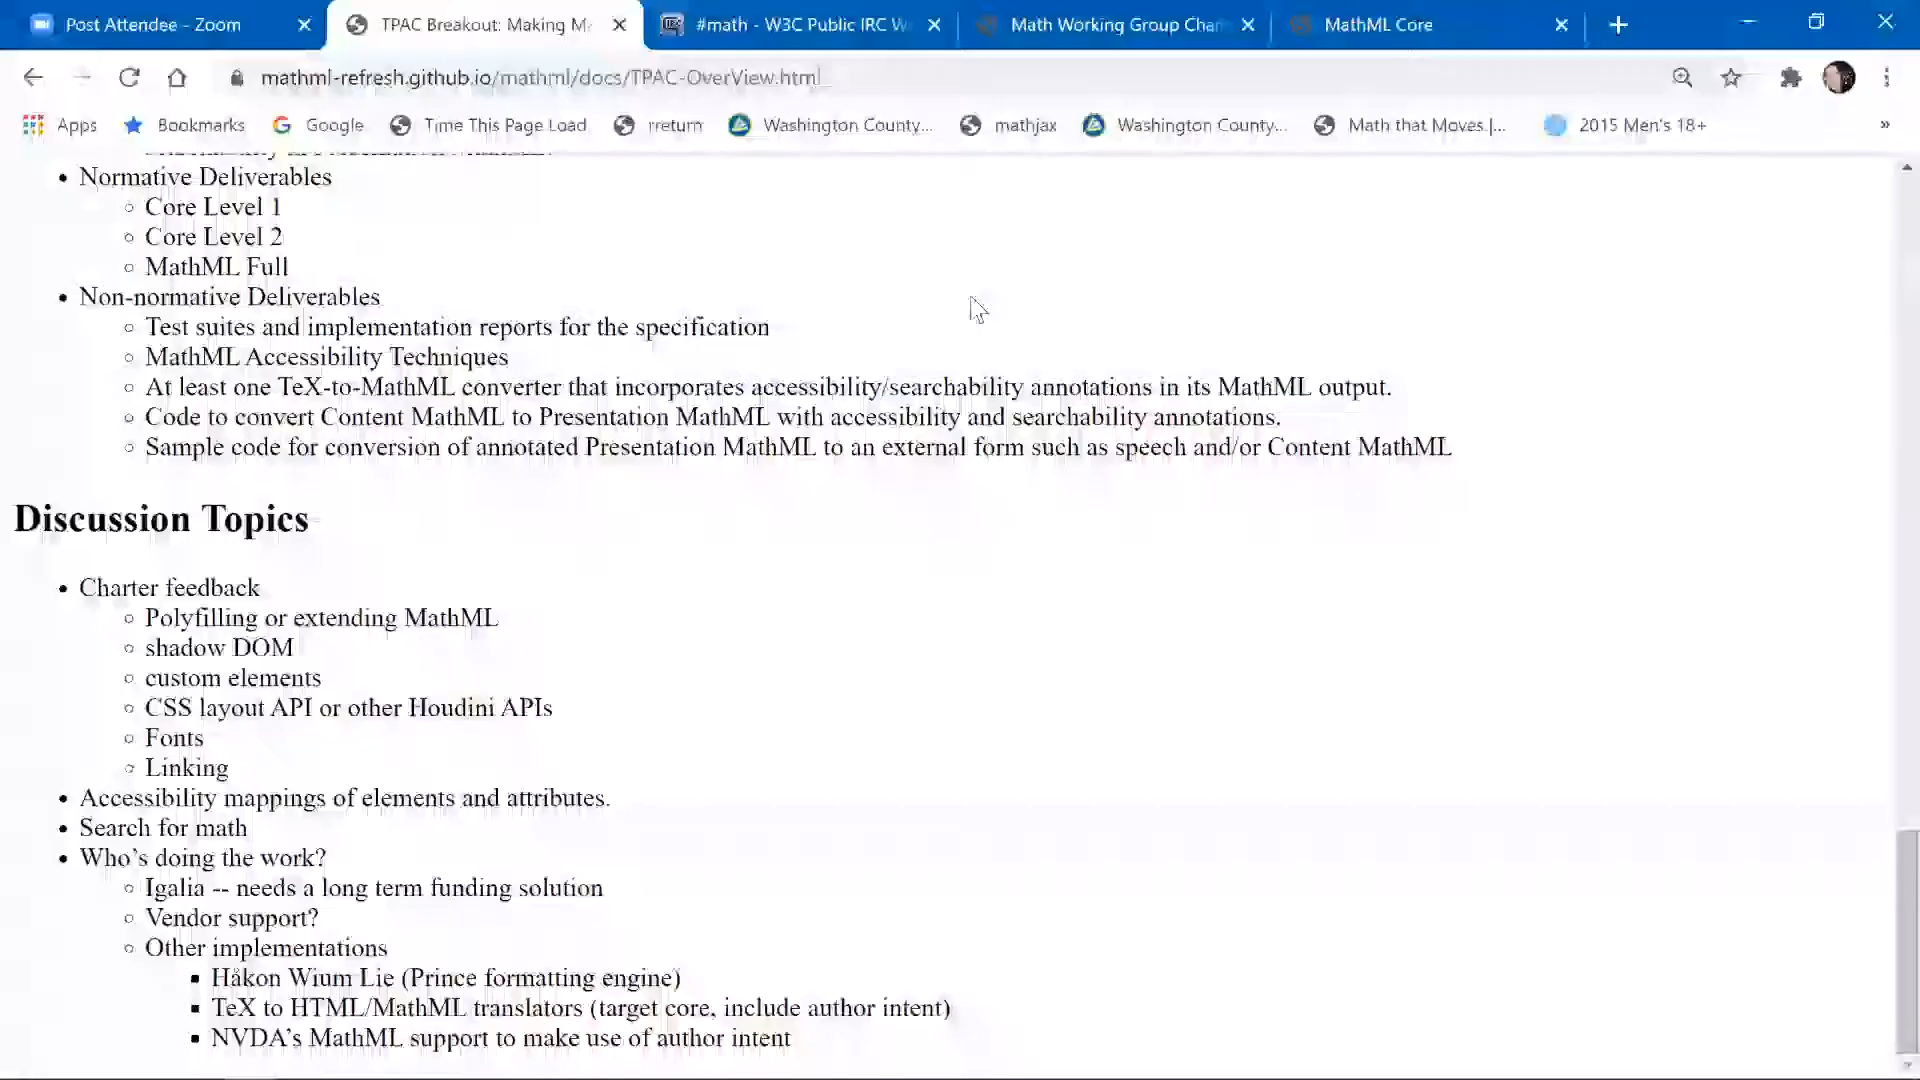 Post Attendee - Zoom
TPAC Breakout: Making M
#math - W3C Public IRC W
Math Working Group Char
MathML Core
mathml-refresh.github.io/mathml/docs/TPAC-OverView.html
Apps
Bookmarks
Google
Time This Page Load
rreturn
Washington County...
mathjax
Washington County...
Math that Moves |...
2015 Men's 18+
»
• Normative Deliverables
◦ Core Level 1
◦ Core Level 2
◦ MathML Full
• Non-normative Deliverables
◦ Test suites and implementation reports for the specification
◦ MathML Accessibility Techniques
◦ At least one TeX-to-MathML converter that incorporates accessibility/searchability annotations in its MathML output.
◦ Code to convert Content MathML to Presentation MathML with accessibility and searchability annotations.
◦ Sample code for conversion of annotated Presentation MathML to an external form such as speech and/or Content MathML
Discussion Topics
• Charter feedback
◦ Polyfilling or extending MathML
◦ shadow DOM
◦ custom elements
◦ CSS layout API or other Houdini APIs
◦ Fonts
◦ Linking
• Accessibility mappings of elements and attributes.
• Search for math
• Who's doing the work?
◦ Igalia -- needs a long term funding solution
◦ Vendor support?
◦ Other implementations
▪ Håkon Wium Lie (Prince formatting engine)
▪ TeX to HTML/MathML translators (target core, include author intent)
▪ NVDA's MathML support to make use of author intent